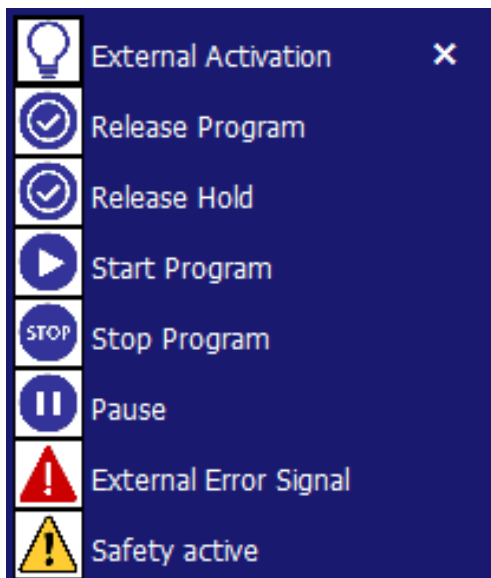 External Activation ×
Release Program
Release Hold
Start Program
STOP Stop Program
Pause
External Error Signal
Safety active